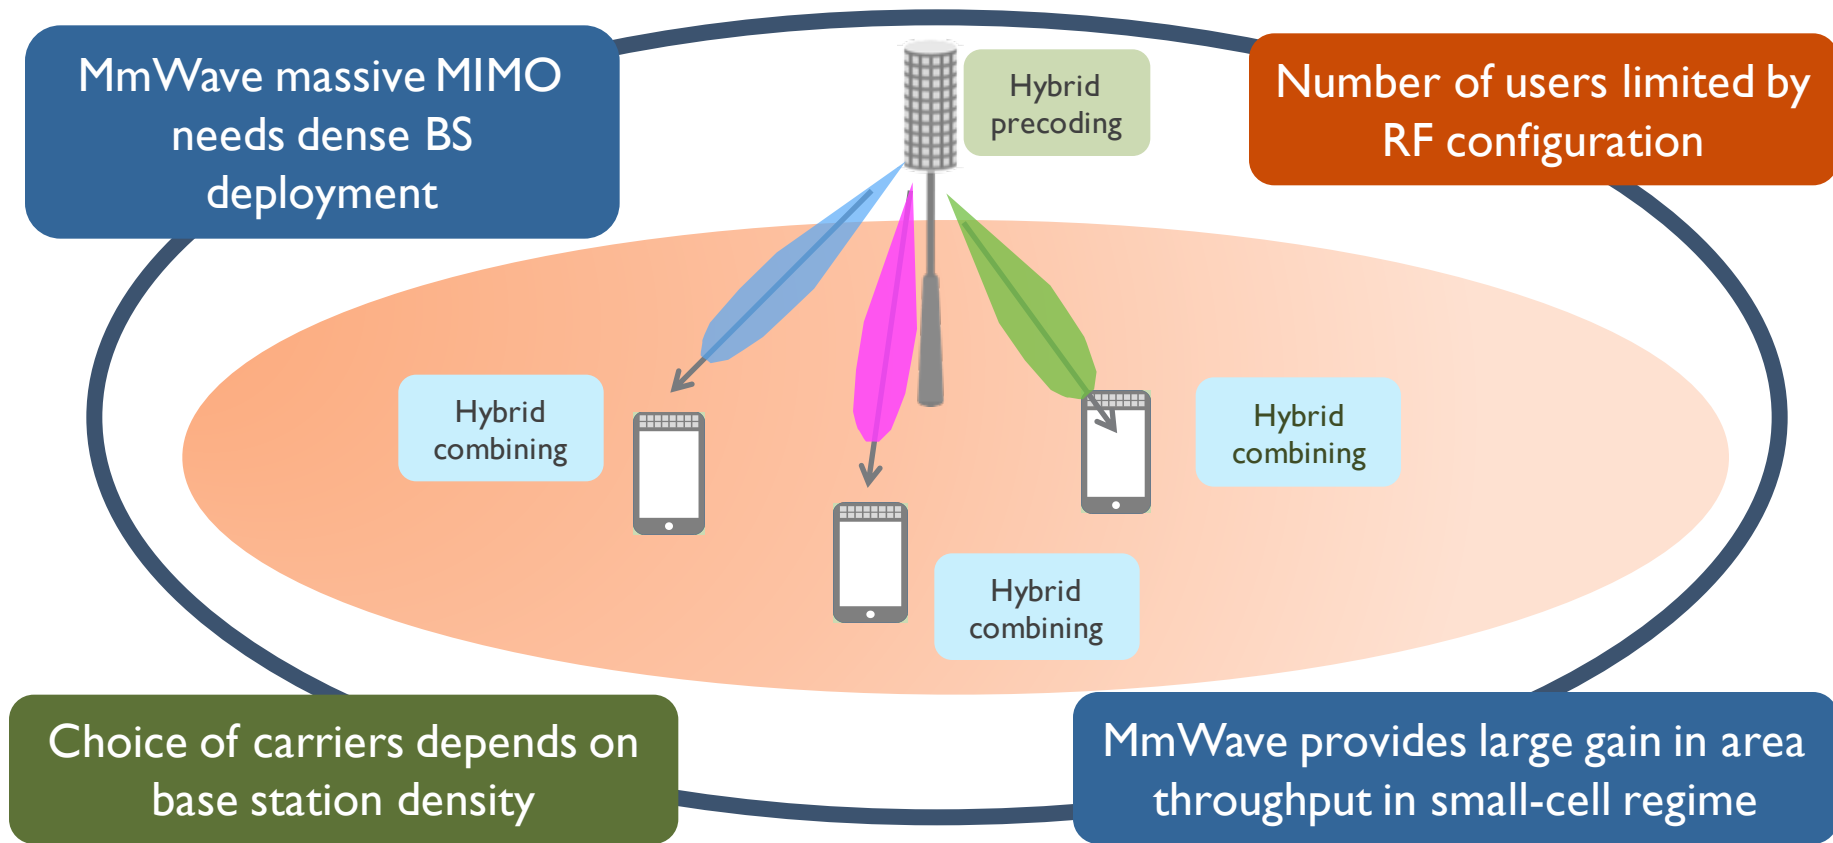 MmWave massive MIMO
needs dense BS
deployment
Hybrid
precoding
Number of users limited by
RF configuration
Hybrid
combining
Hybrid
combining
Hybrid
combining
Choice of carriers depends on
base station density
MmWave provides large gain in area
throughput in small-cell regime